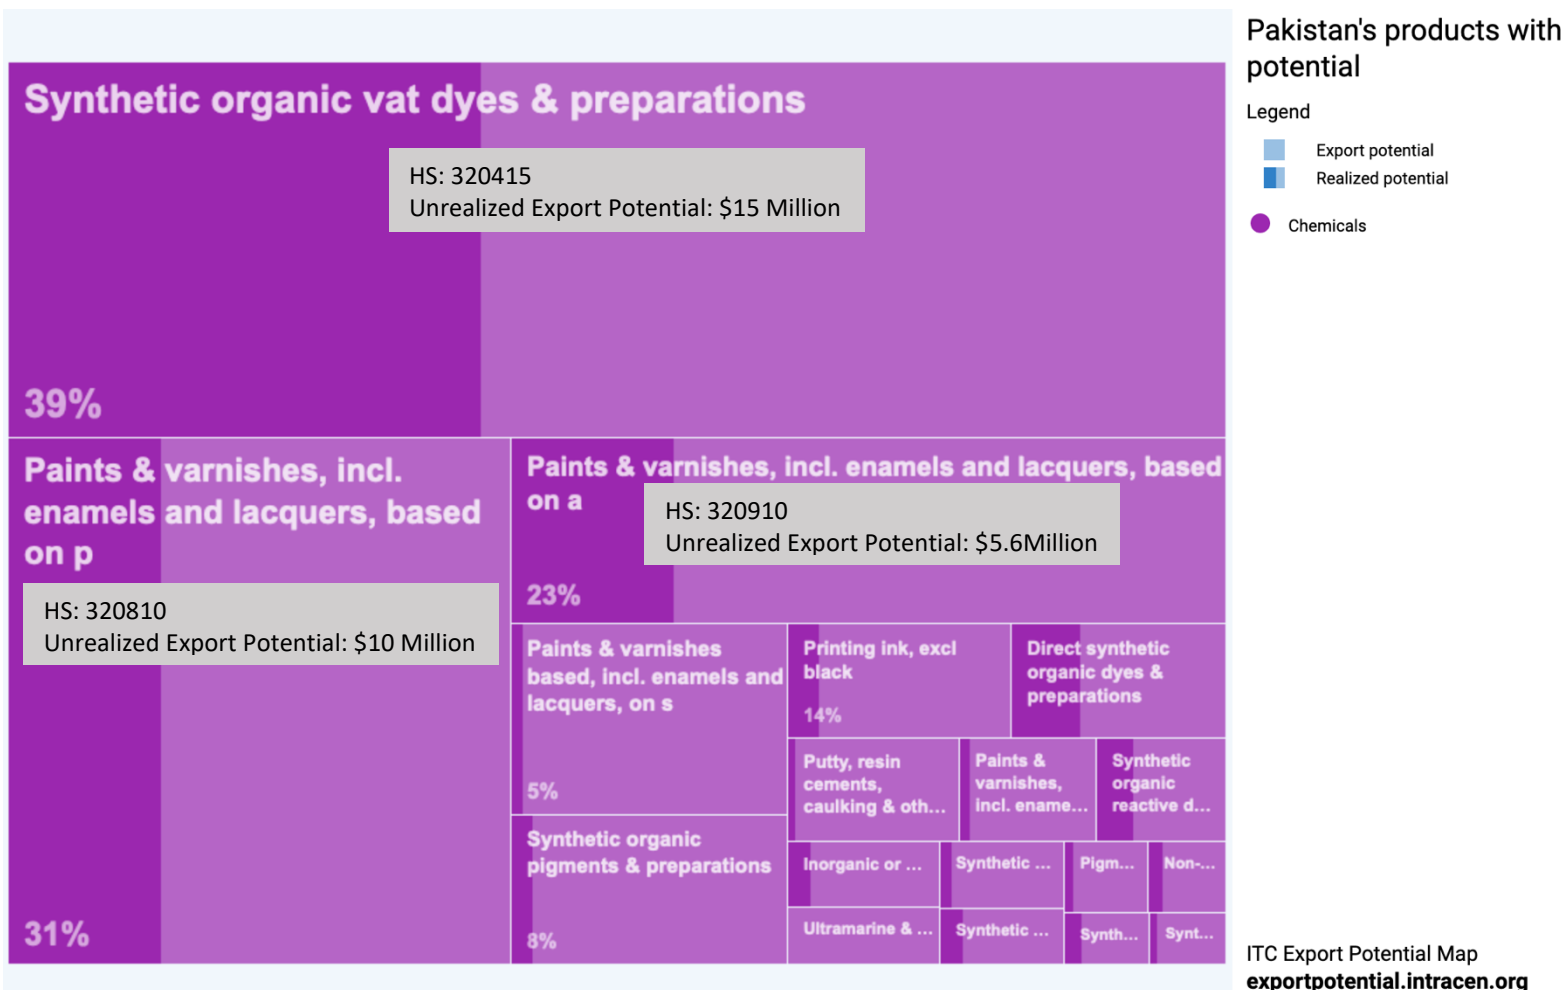 Pakistan's products with
potential
Legend
Export potential
Realized potential
Chemicals
Synthetic organic vat dyes & preparations
HS: 320415
Unrealized Export Potential: $15 Million
39%
Paints & varnishes, incl.
enamels and lacquers, based
on p
HS: 320810
Unrealized Export Potential: $10 Million
31%
Paints & varnishes, incl. enamels and lacquers, based
on a
HS: 320910
Unrealized Export Potential: $5.6Million
23%
Paints & varnishes
based, incl. enamels and
lacquers, on s
5%
Synthetic organic
pigments & preparations
8%
Printing ink, excl
black
14%
Direct synthetic
organic dyes &
preparations
Putty, resin
cements,
caulking & oth...
Paints &
varnishes,
incl. ename...
Synthetic
organic
reactive d...
Inorganic or ...
Synthetic ...
Pigm...
Non-...
Ultramarine & ...
Synthetic ...
Synth...
Synt...
ITC Export Potential Map
exportpotential.intracen.org